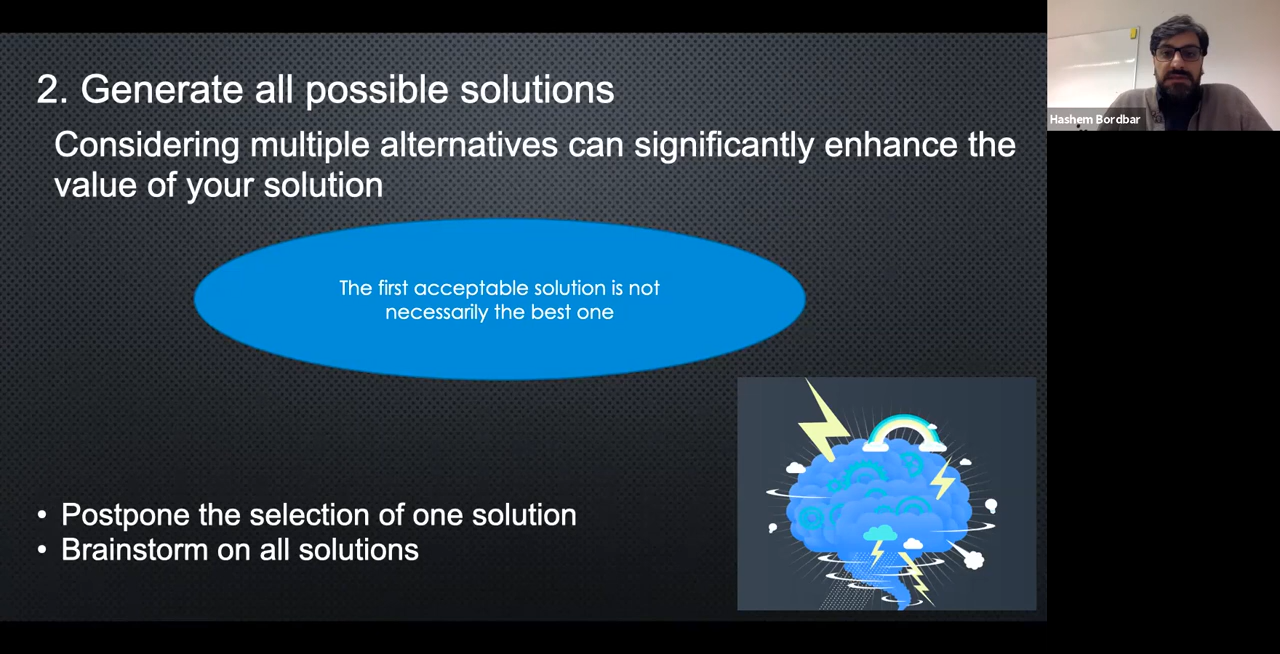 2. Generate all possible solutions
Considering multiple alternatives can significantly enhance the
value of your solution
The first acceptable solution is not
necessarily the best one
• Postpone the selection of one solution
• Brainstorm on all solutions
Hashem Bordbar